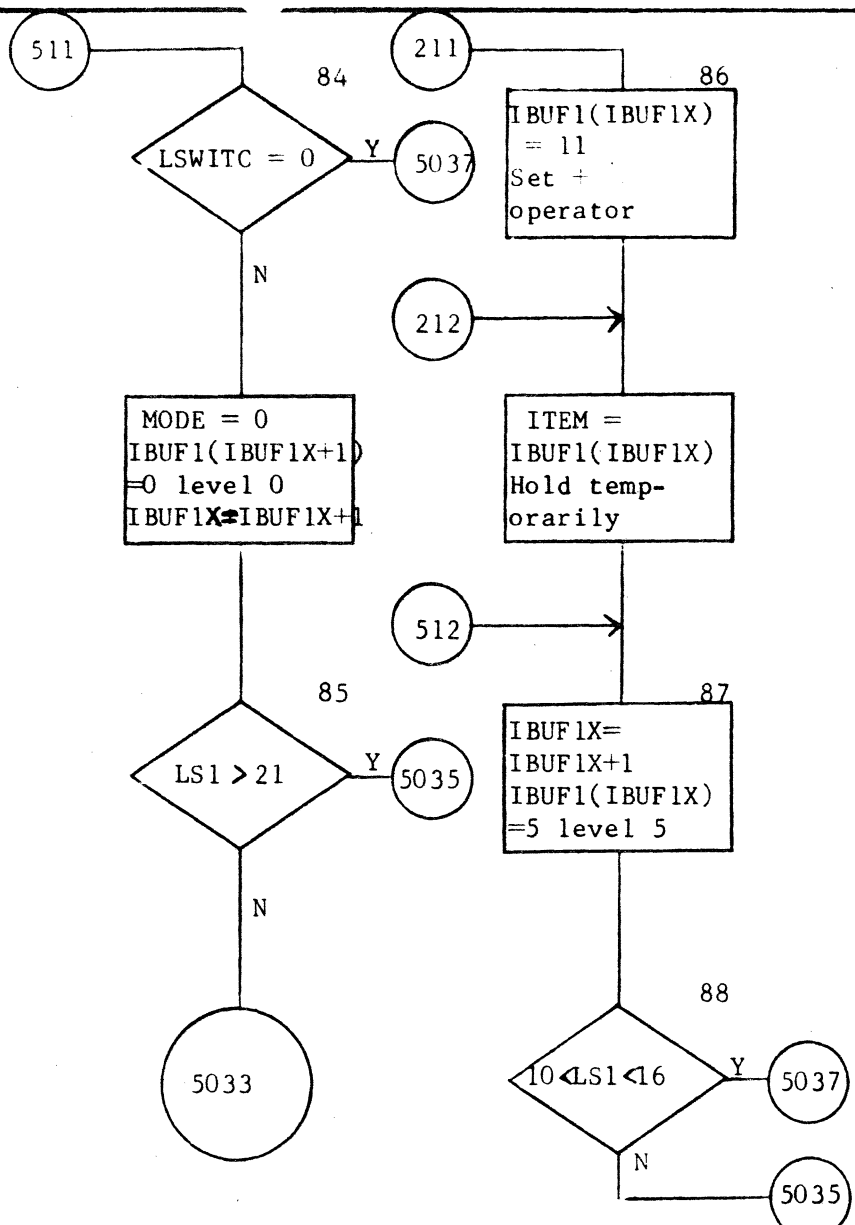 511
84
LSWITC = 0
Y
5037
N
MODE = 0
IBUF1(IBUF1X+1)
=0 level 0
IBUF1X=IBUF1X+1
85
LS1 > 21
Y
5035
N
5033
211
86
IBUF1(IBUF1X)
= 11
Set +
operator
212
ITEM =
IBUF1(IBUF1X)
Hold temp-
orarily
512
87
IBUF1X=
IBUF1X+1
IBUF1(IBUF1X)
=5 level 5
88
10<LS1<16
Y
5037
N
5035